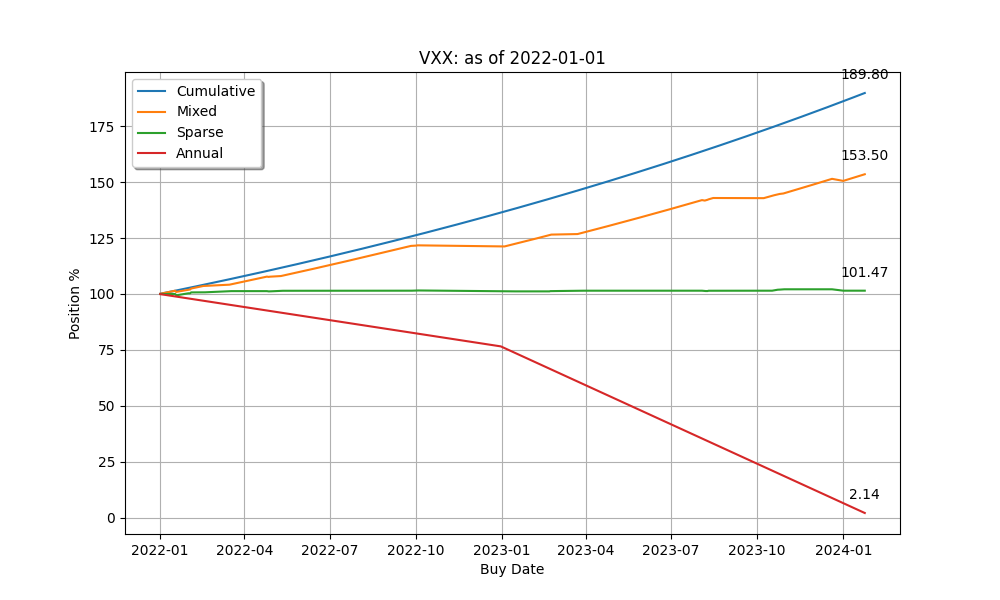 VXX: as of 2022-01-01
Cumulative
Mixed
Sparse
Annual
189.80
153.50
101.47
2.14
Position %
175
150
125
100
75
50
25
0
2022-01 2022-04 2022-07 2022-10 2023-01 2023-04 2023-07 2023-10 2024-01
Buy Date